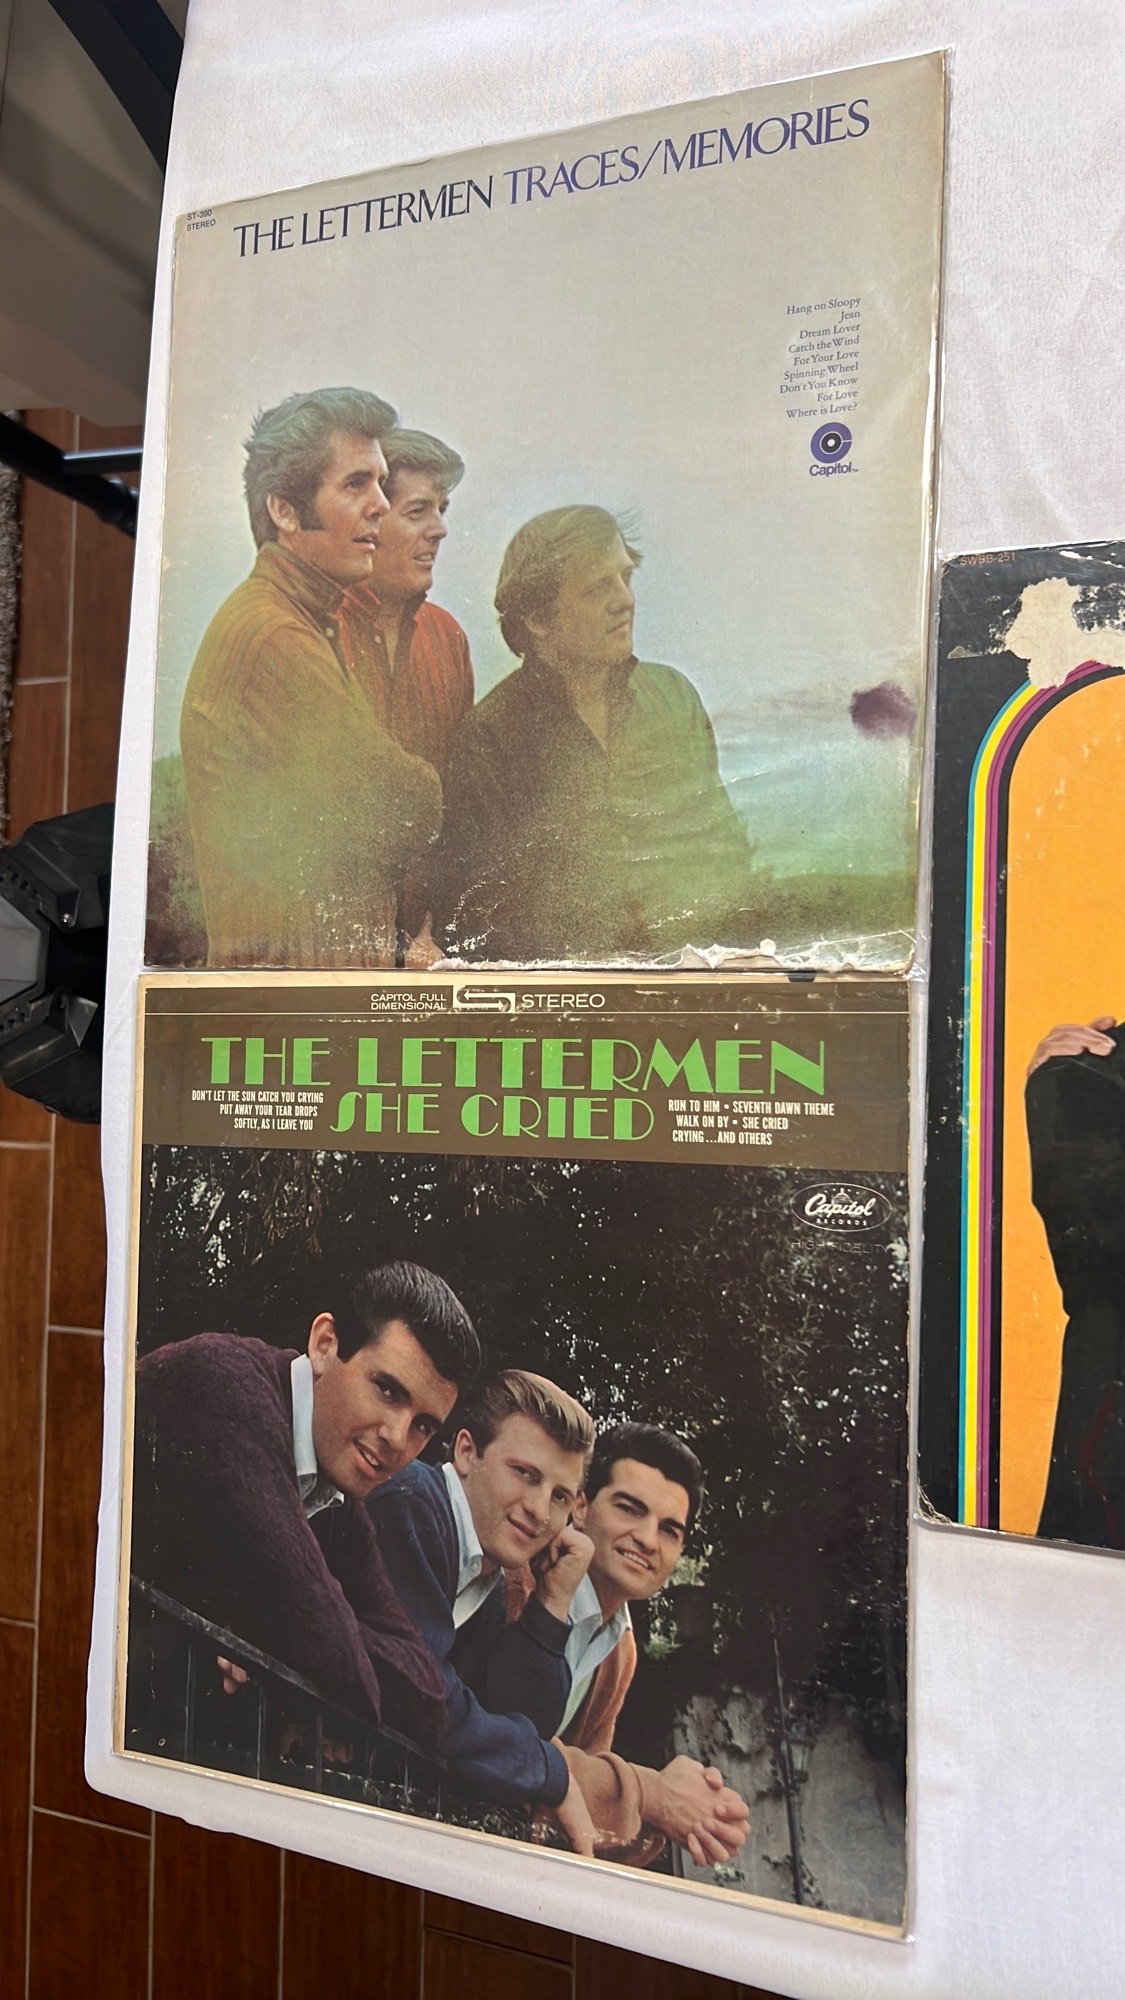 ST-390
STEREO
THE LETTERMEN TRACES/MEMORIES
Hang on Sloopy
Jean
Dream Lover
Catch the Wind
For Your Love
Spinning Wheel
Don't You Know
For Love
Where is Love?
Capitol
SWBB-251
CAPITOL FULL
DIMENSIONAL
STEREO
THE LETTERMEN
SHE CRIED
DON'T LET THE SUN CATCH YOU CRYING
PUT AWAY YOUR TEAR DROPS
SOFTLY, AS I LEAVE YOU
RUN TO HIM • SEVENTH DAWN THEME
WALK ON BY • SHE CRIED
CRYING...AND OTHERS
Capitol
RECORDS
HIGH FIDELITY